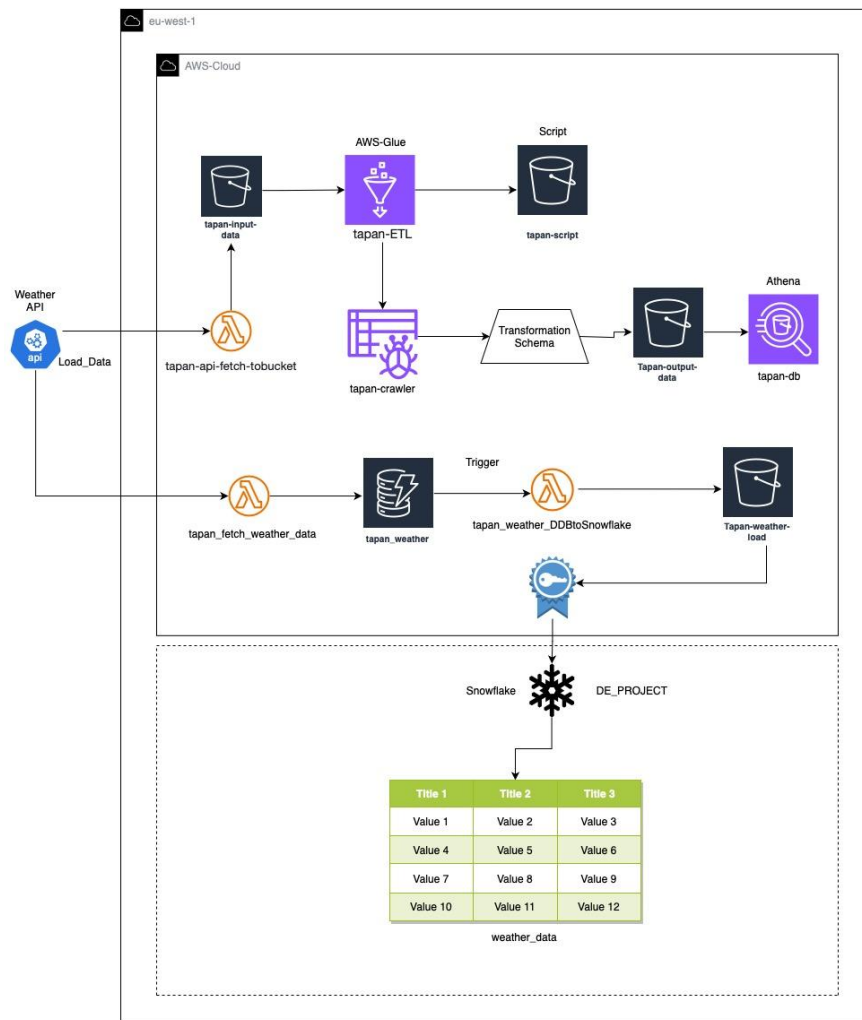 eu-west-1
AWS-Cloud
AWS-Glue
Script
tapan-input-
data
tapan-ETL
tapan-script
Weather
API
api
Load_Data
tapan-api-fetch-tobucket
tapan-crawler
Transformation
Schema
Tapan-output-
data
Athena
tapan-db
tapan_fetch_weather_data
tapan_weather
Trigger
tapan_weather_DDBtoSnowflake
Tapan-weather-
load
Snowflake
DE_PROJECT
Title 1 Title 2 Title 3
Value 1 Value 2 Value 3
Value 4 Value 5 Value 6
Value 7 Value 8 Value 9
Value 10 Value 11 Value 12
weather_data